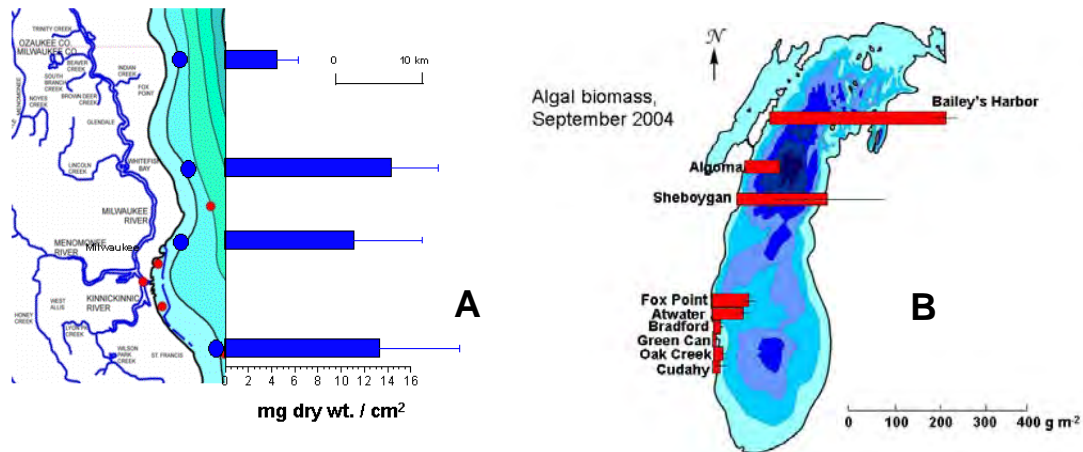 TRINITY CREEK
OZAUKEE CO.
MILWAUKEE CO.
BEAVER
CREEK
SOUTH
BRANCH
CREEK
INDIAN
CREEK
FOX
POINT
MENOMONEE
NOYES
CREEK
BROWN DEER
CREEK
GLENDALE
LINCOLN
CREEK
WHITEFISH
BAY
MILWAUKEE
RIVER
MENOMONEE
RIVER
Milwaukee
WEST
ALLIS
KINNICKINNIC
RIVER
HONEY
CREEK
LYON PK
CREEK
WILSON
PARK
CREEK
ST. FRANCIS
0 10 km
A
0 2 4 6 8 10 12 14 16
mg dry wt. / cm²
N
Algal biomass,
September 2004
Bailey's Harbor
Algoma
Sheboygan
Fox Point
Atwater
Bradford
Green Can
Oak Creek
Cudahy
B
0 100 200 300 400 g m-²